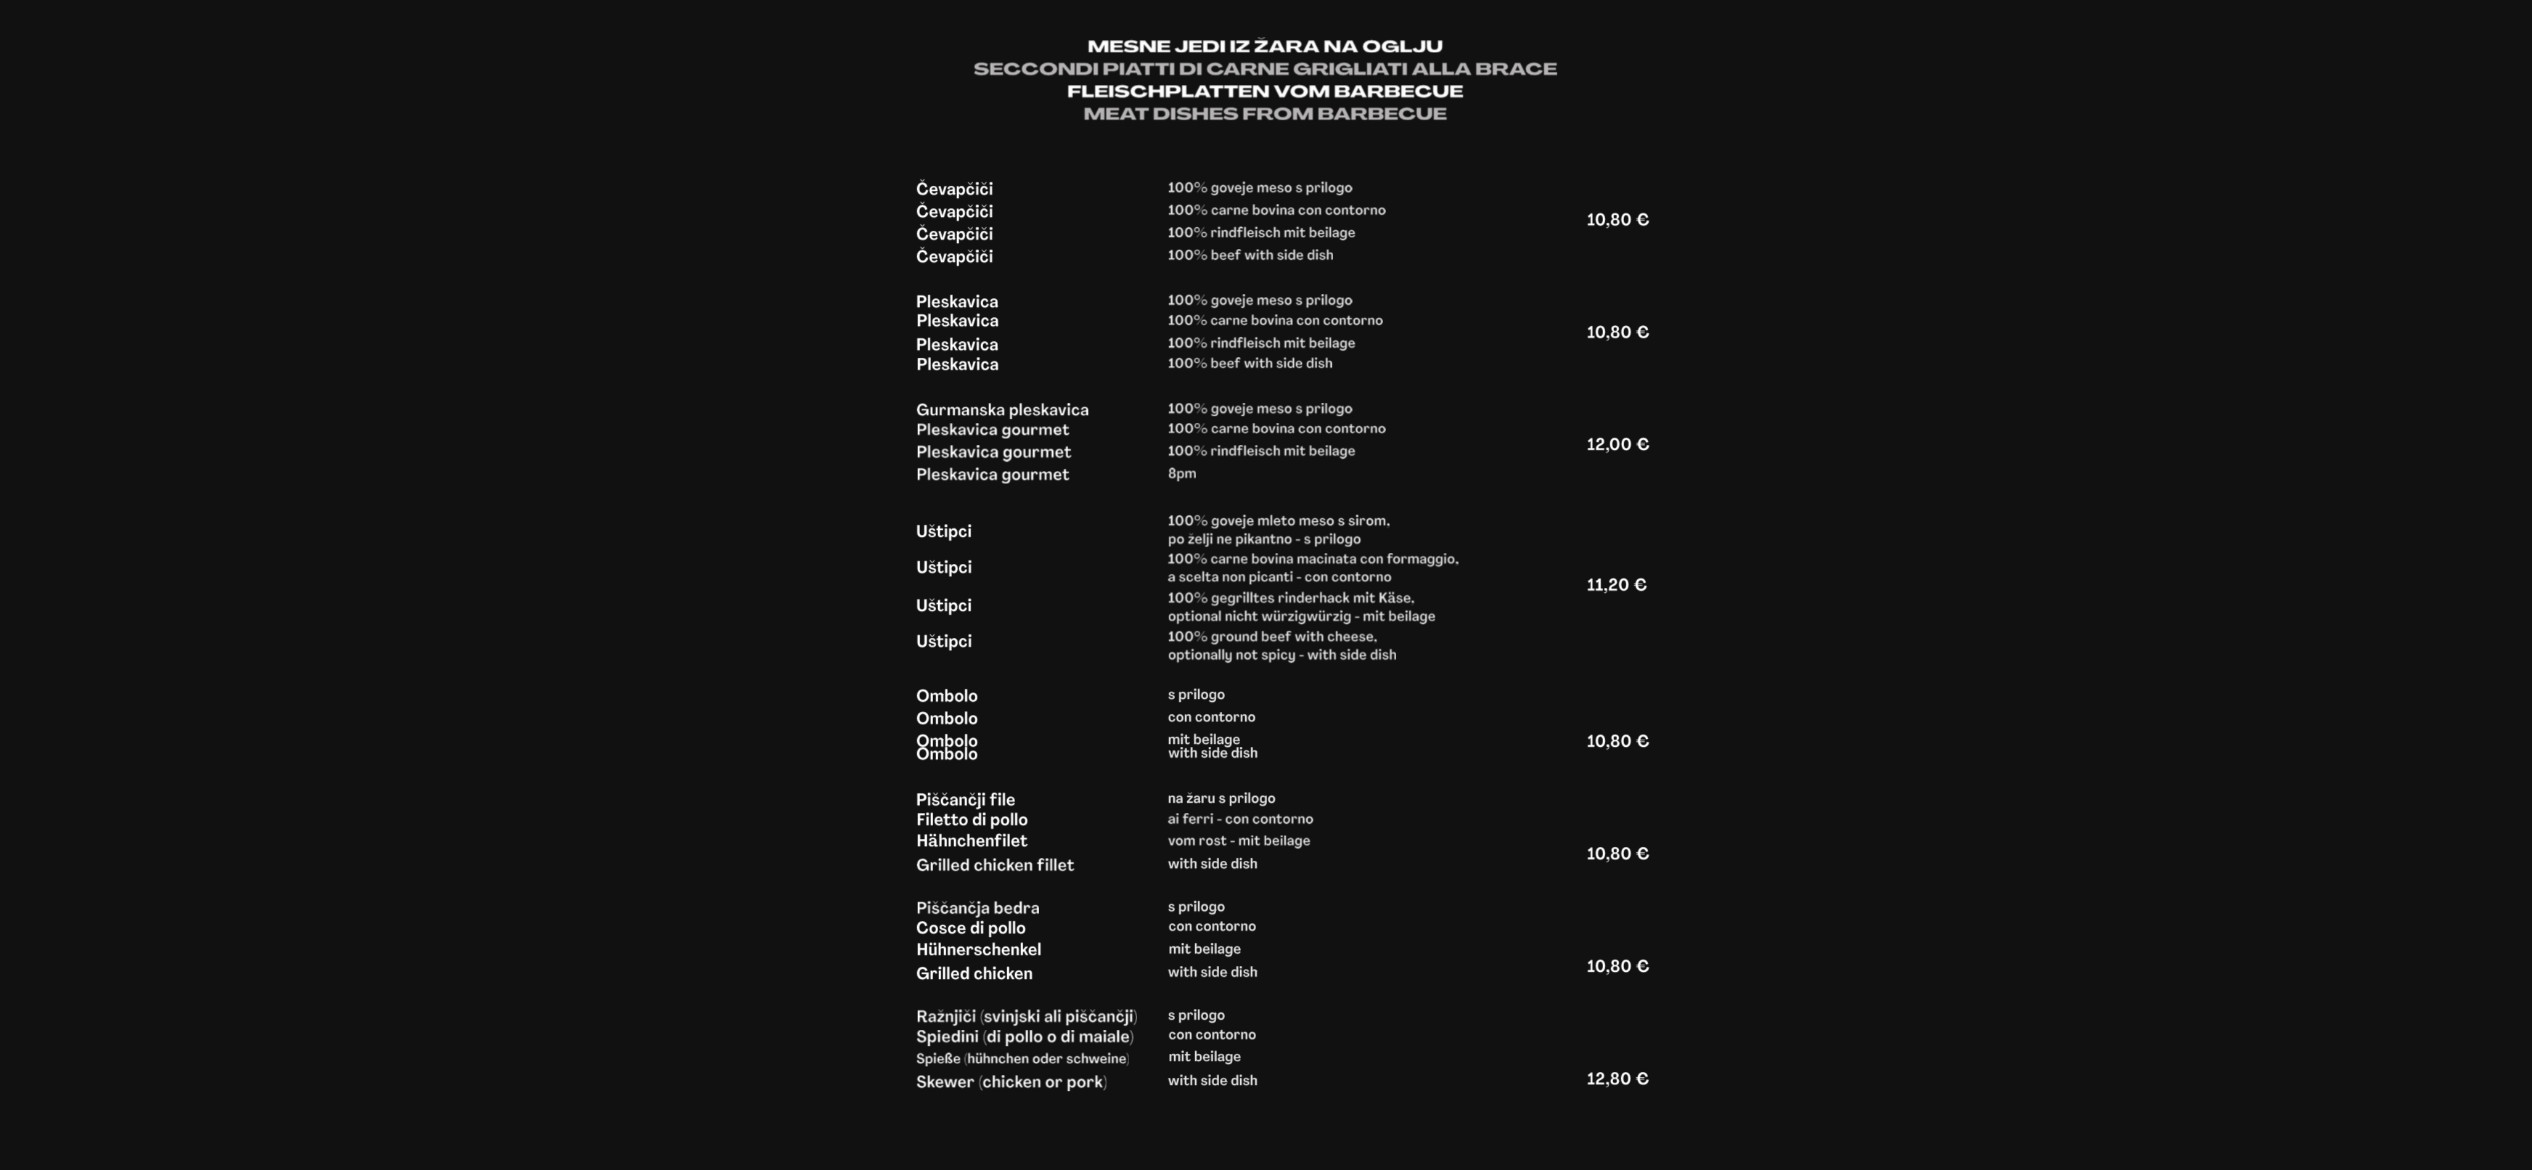 MESNE JEDI IZ ŽARA NA OGLJU
SECCONDI PIATTI DI CARNE GRIGLIATI ALLA BRACE
FLEISCHPLATTEN VOM BARBECUE
MEAT DISHES FROM BARBECUE
Čevapčiči 100% goveje meso s prilogo
Čevapčiči 100% carne bovina con contorno
10,80 €
Čevapčiči 100% rindfleisch mit beilage
Čevapčiči 100% beef with side dish
Pleskavica 100% goveje meso s prilogo
Pleskavica 100% carne bovina con contorno
10,80 €
Pleskavica 100% rindfleisch mit beilage
Pleskavica 100% beef with side dish
Gurmanska pleskavica 100% goveje meso s prilogo
Pleskavica gourmet 100% carne bovina con contorno
12,00 €
Pleskavica gourmet 100% rindfleisch mit beilage
Pleskavica gourmet 8pm
Uštipci 100% goveje mleto meso s sirom,
po želji ne pikantno - s prilogo
Uštipci 100% carne bovina macinata con formaggio,
a scelta non picanti - con contorno
11,20 €
Uštipci 100% gegrilltes rinderhack mit Käse,
optional nicht würzigwürzig - mit beilage
Uštipci 100% ground beef with cheese,
optionally not spicy - with side dish
Ombolo s prilogo
Ombolo con contorno
Ombolo mit beilage 10,80 €
Ombolo with side dish
Piščančji file na žaru s prilogo
Filetto di pollo ai ferri - con contorno
Hähnchenfilet vom rost - mit beilage
10,80 €
Grilled chicken fillet with side dish
Piščančja bedra s prilogo
Cosce di pollo con contorno
Hühnerschenkel mit beilage
10,80 €
Grilled chicken with side dish
Ražnjiči (svinjski ali piščančji) s prilogo
Spiedini (di pollo o di maiale) con contorno
Spieße (hühnchen oder schweine) mit beilage
Skewer (chicken or pork) with side dish 12,80 €